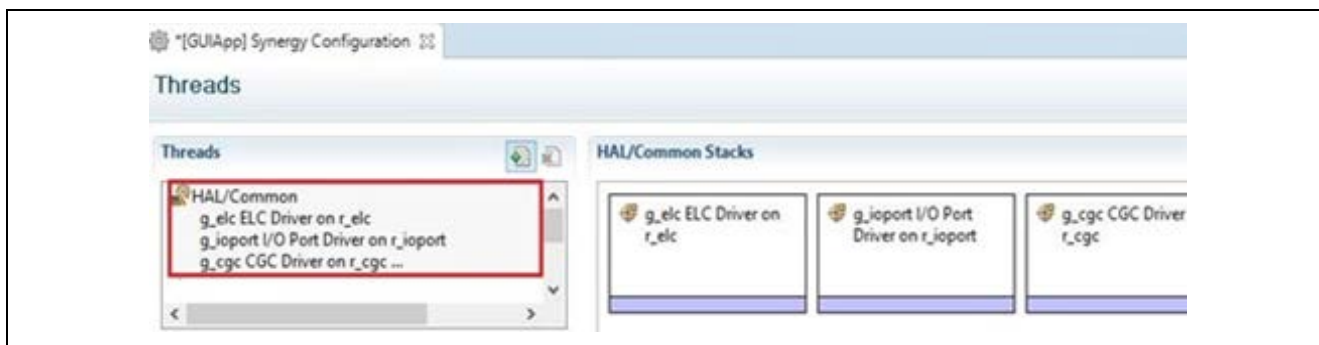 *[GUIApp] Synergy Configuration
Threads
Threads
HAL/Common
g_elc ELC Driver on r_elc
g_ioport I/O Port Driver on r_ioport
g_cgc CGC Driver on r_cgc ...
HAL/Common Stacks
g_elc ELC Driver on
r_elc
g_ioport I/O Port
Driver on r_ioport
g_cgc CGC Driver
r_cgc